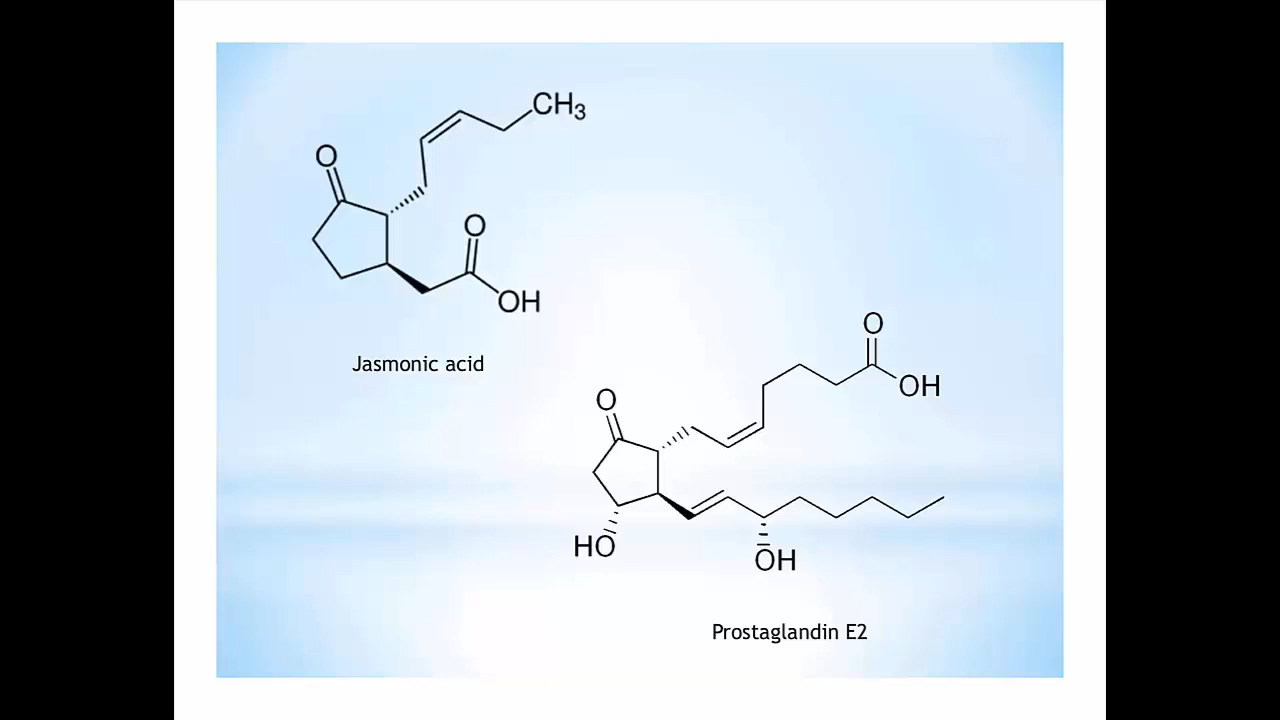 CH₃
O
O
OH
Jasmonic acid
O
OH
O
HO
OH
Prostaglandin E2